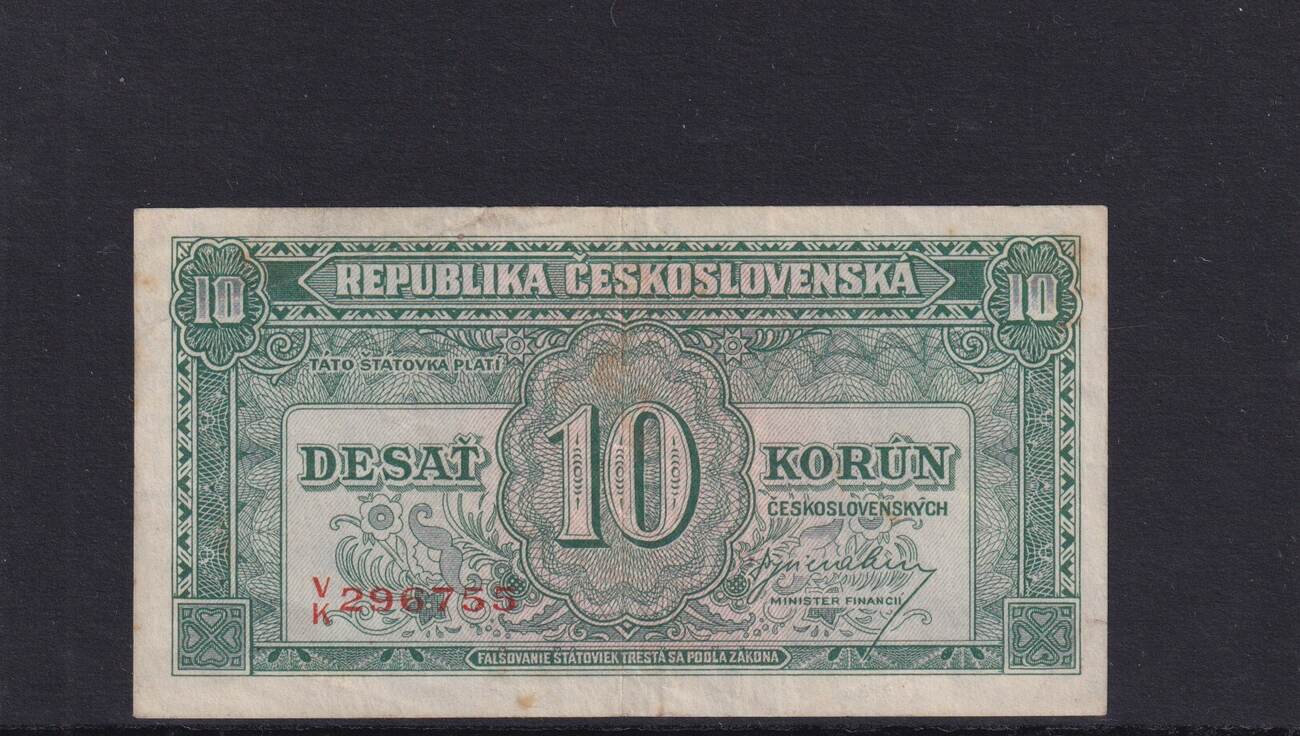 REPUBLIKA ČESKOSLOVENSKÁ
10 10
TÁTO ŠTÁTOVKA PLATÍ
DESAŤ 10 KORÚN
ČESKOSLOVENSKÝCH
V
K 296755
MINISTER FINANCIÍ
FALŠOVANIE ŠTÁTOVIEK TRESTÁ SA PODĽA ZÁKONA